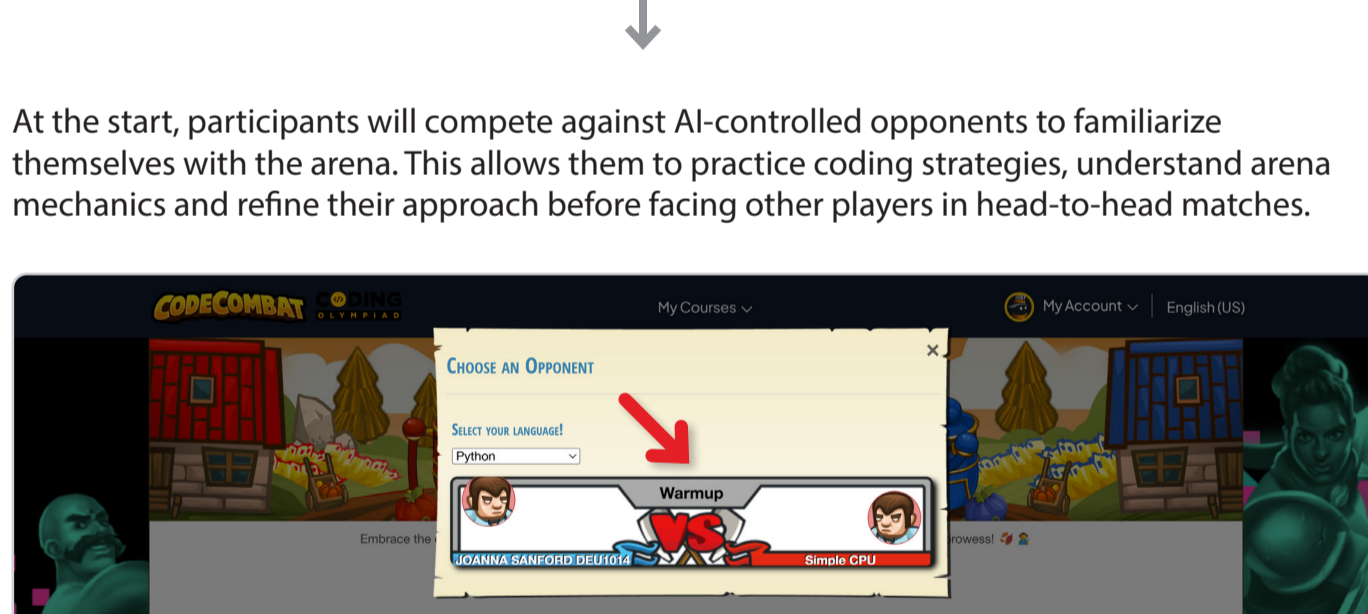 At the start, participants will compete against AI-controlled opponents to familiarize
themselves with the arena. This allows them to practice coding strategies, understand arena
mechanics and refine their approach before facing other players in head-to-head matches.
CODECOMBAT CODING OLYMPIAD My Courses My Account English (US)
×
CHOOSE AN OPPONENT
SELECT YOUR LANGUAGE!
Python
Warmup
VS
Embrace the rowess!
JOANNA SANFORD DEU1014 Simple CPU